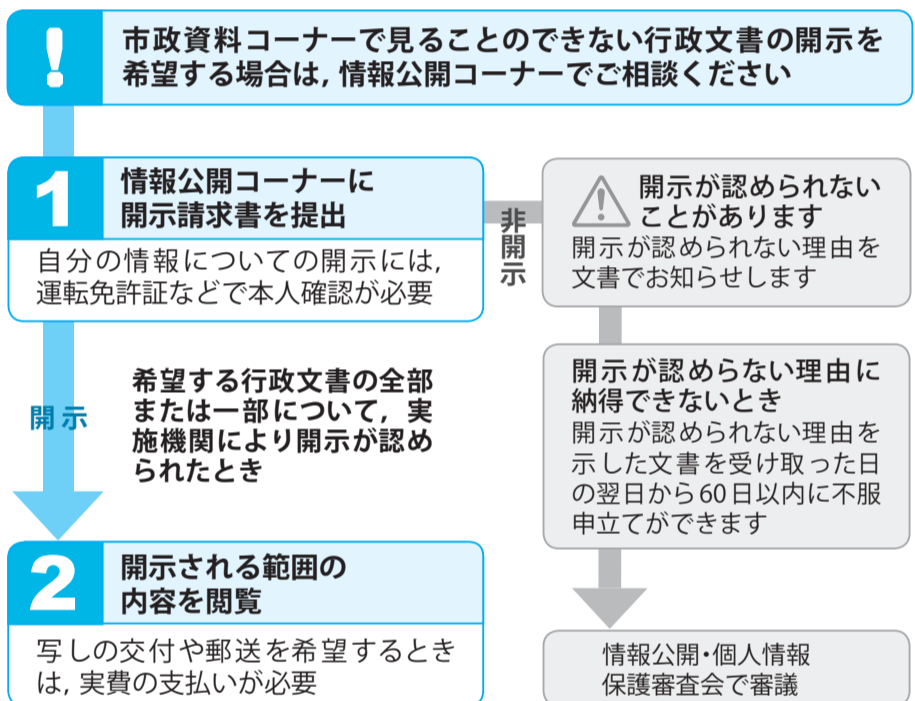 !
市政資料コーナーで見ることのできない行政文書の開示を
希望する場合は，情報公開コーナーでご相談ください
1
情報公開コーナーに
開示請求書を提出
自分の情報についての開示には，
運転免許証などで本人確認が必要
非開示
!
開示が認められない
ことがあります
開示が認められない理由を
文書でお知らせします
開示
希望する行政文書の全部
または一部について，実
施機関により開示が認め
られたとき
開示が認めらない理由に
納得できないとき
開示が認められない理由を
示した文書を受け取った日
の翌日から60日以内に不服
申立てができます
2
開示される範囲の
内容を閲覧
写しの交付や郵送を希望するとき
は，実費の支払いが必要
情報公開・個人情報
保護審査会で審議